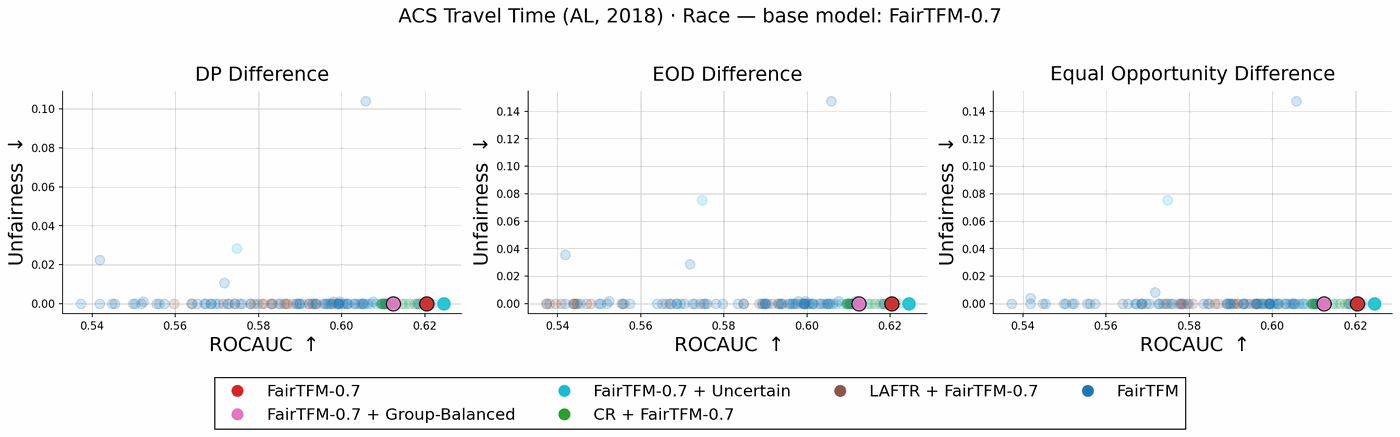 ACS Travel Time (AL, 2018) · Race — base model: FairTFM-0.7
DP Difference
EOD Difference
Equal Opportunity Difference
Unfairness ↓
0.10
0.08
0.06
0.04
0.02
0.00
0.54 0.56 0.58 0.60 0.62
ROCAUC ↑
Unfairness ↓
0.14
0.12
0.10
0.08
0.06
0.04
0.02
0.00
0.54 0.56 0.58 0.60 0.62
ROCAUC ↑
Unfairness ↓
0.14
0.12
0.10
0.08
0.06
0.04
0.02
0.00
0.54 0.56 0.58 0.60 0.62
ROCAUC ↑
FairTFM-0.7
FairTFM-0.7 + Group-Balanced
FairTFM-0.7 + Uncertain
CR + FairTFM-0.7
LAFTR + FairTFM-0.7
FairTFM